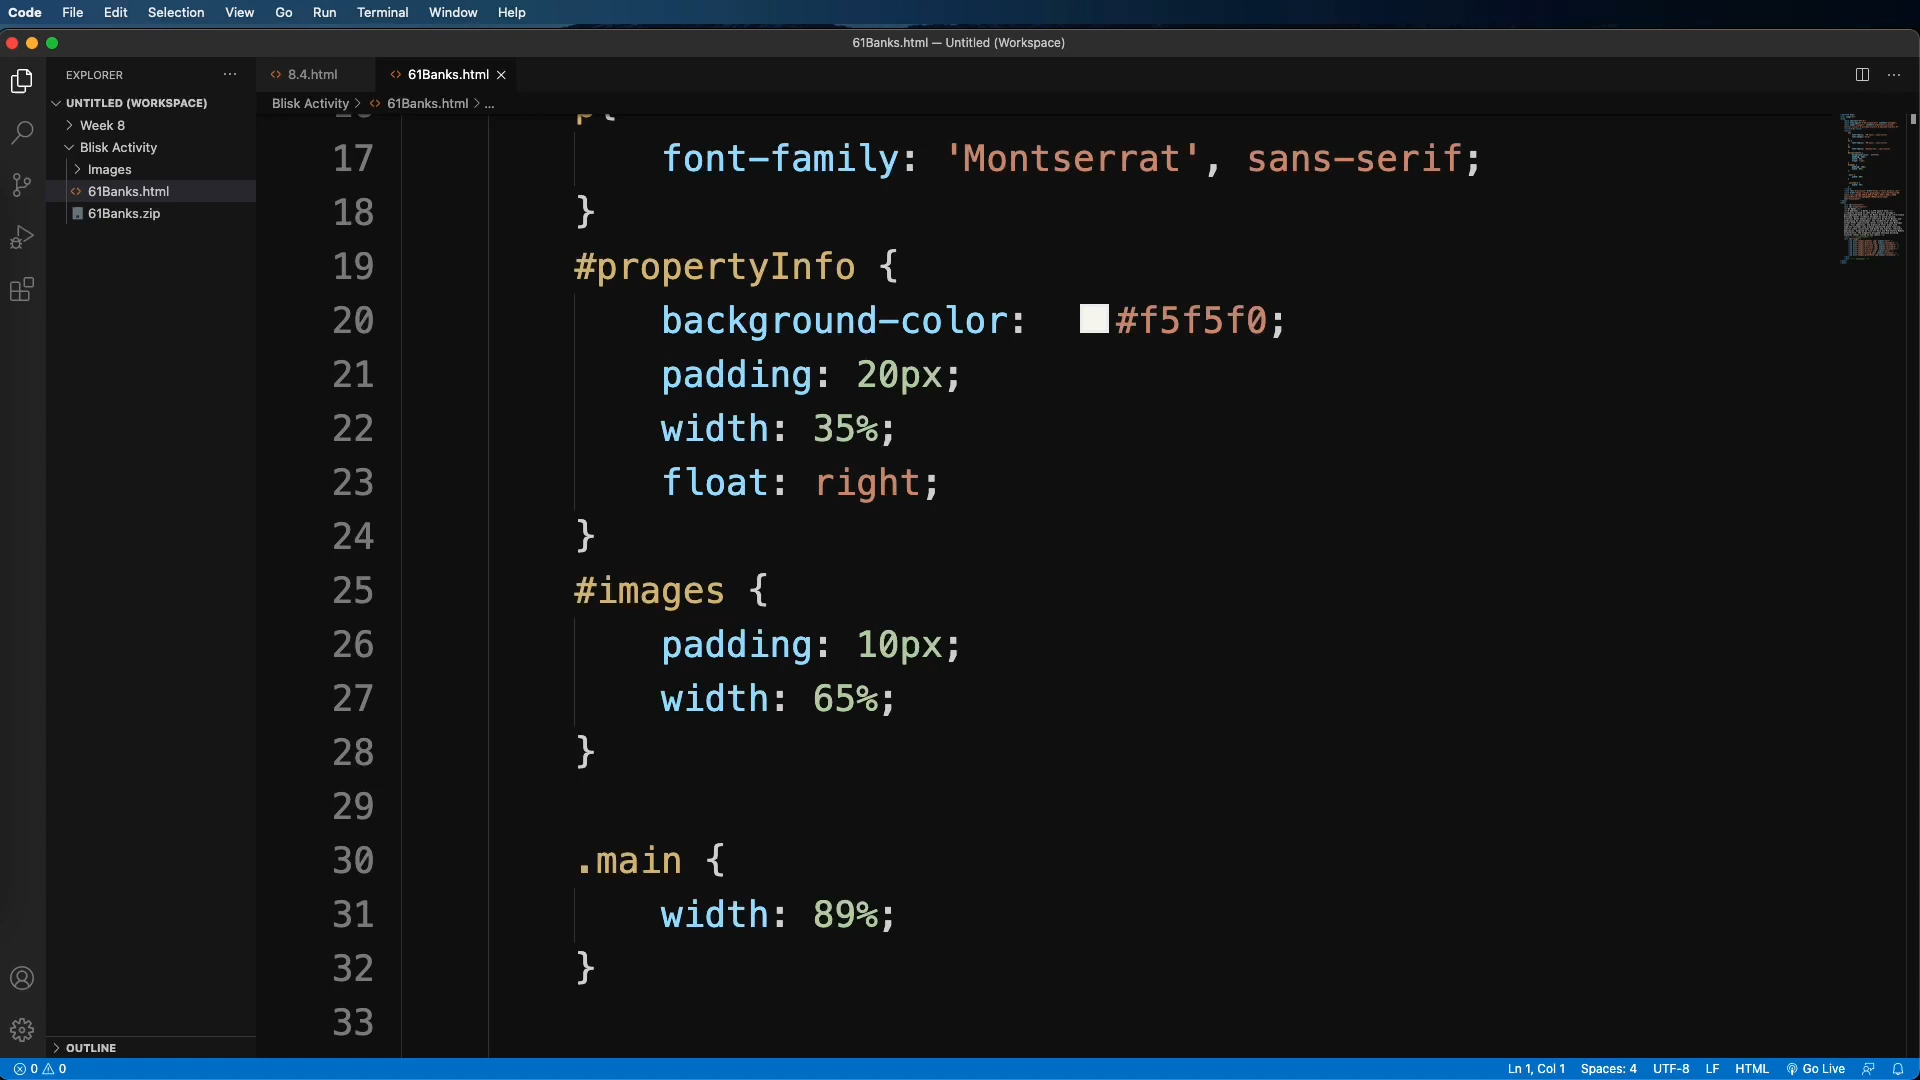 Code File Edit Selection View Go Run Terminal Window Help
61Banks.html — Untitled (Workspace)
EXPLORER
UNTITLED (WORKSPACE)
Week 8
Blisk Activity
Images
61Banks.html
61Banks.zip
OUTLINE
8.4.html 61Banks.html
Blisk Activity > 61Banks.html > ...
p{
17 font-family: 'Montserrat', sans-serif;
18 }
19 #propertyInfo {
20 background-color: #f5f5f0;
21 padding: 20px;
22 width: 35%;
23 float: right;
24 }
25 #images {
26 padding: 10px;
27 width: 65%;
28 }
29
30 .main {
31 width: 89%;
32 }
33
0 0 Ln 1, Col 1 Spaces: 4 UTF-8 LF HTML Go Live